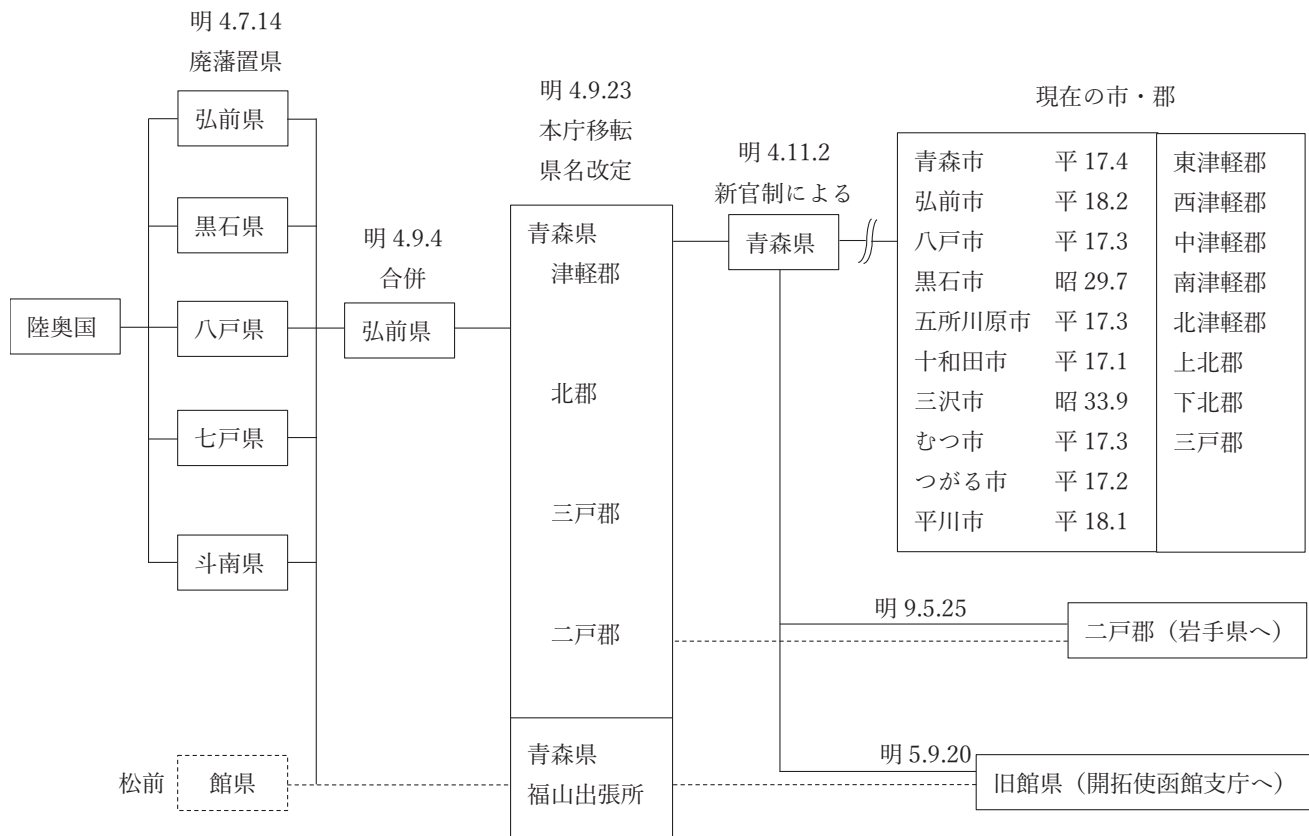 明 4.7.14
廃藩置県
弘前県
黒石県
陸奥国
八戸県
七戸県
斗南県
松前
館県
明 4.9.4
合併
弘前県
明 4.9.23
本庁移転
県名改定
青森県
津軽郡
北郡
三戸郡
二戸郡
青森県
福山出張所
明 4.11.2
新官制による
青森県
現在の市・郡
青森市 平 17.4
弘前市 平 18.2
八戸市 平 17.3
黒石市 昭 29.7
五所川原市 平 17.3
十和田市 平 17.1
三沢市 昭 33.9
むつ市 平 17.3
つがる市 平 17.2
平川市 平 18.1
東津軽郡
西津軽郡
中津軽郡
南津軽郡
北津軽郡
上北郡
下北郡
三戸郡
明 9.5.25
二戸郡（岩手県へ）
明 5.9.20
旧館県（開拓使函館支庁へ）